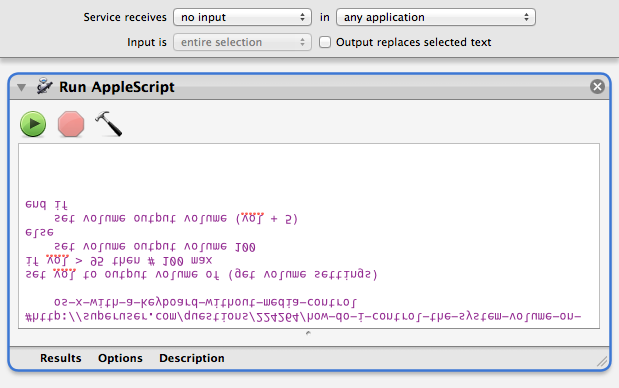 Service receives no input in any application
Input is entire selection Output replaces selected text
Run AppleScript
#http://superuser.com/questions/224264/how-do-i-control-the-system-volume-on-
os-x-with-a-keyboard-without-media-control
set vol to output volume of (get volume settings)
if vol > 95 then # 100 max
set volume output volume 100
else
set volume output volume (vol + 5)
end if
Results Options Description